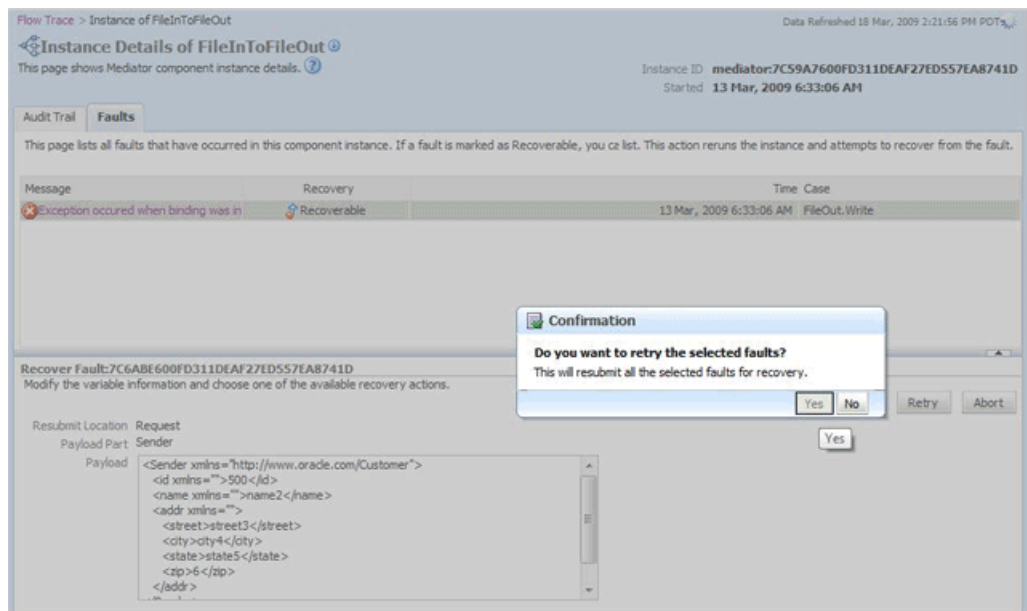 Flow Trace > Instance of FileInToFileOut
Data Refreshed 18 Mar, 2009 2:21:56 PM PDT
Instance Details of FileInToFileOut
This page shows Mediator component instance details.
Instance ID mediator:7C59A7600FD311DEAF27ED557EA8741D
Started 13 Mar, 2009 6:33:06 AM
Audit Trail Faults
This page lists all faults that have occurred in this component instance. If a fault is marked as Recoverable, you ca list. This action reruns the instance and attempts to recover from the fault.
Message Recovery Time Case
Exception occured when binding was in Recoverable 13 Mar, 2009 6:33:06 AM FileOut.Write
Confirmation
Do you want to retry the selected faults?
This will resubmit all the selected faults for recovery.
Yes No
Recover Fault:7C6ABE600FD311DEAF27ED557EA8741D
Modify the variable information and choose one of the available recovery actions.
Retry Abort
Yes
Resubmit Location Request
Payload Part Sender
Payload <Sender xmlns="http://www.oracle.com/Customer">
<id xmlns="">500</id>
<name xmlns="">name2</name>
<addr xmlns="">
<street>street3</street>
<city>city4</city>
<state>state5</state>
<zip>6</zip>
</addr>